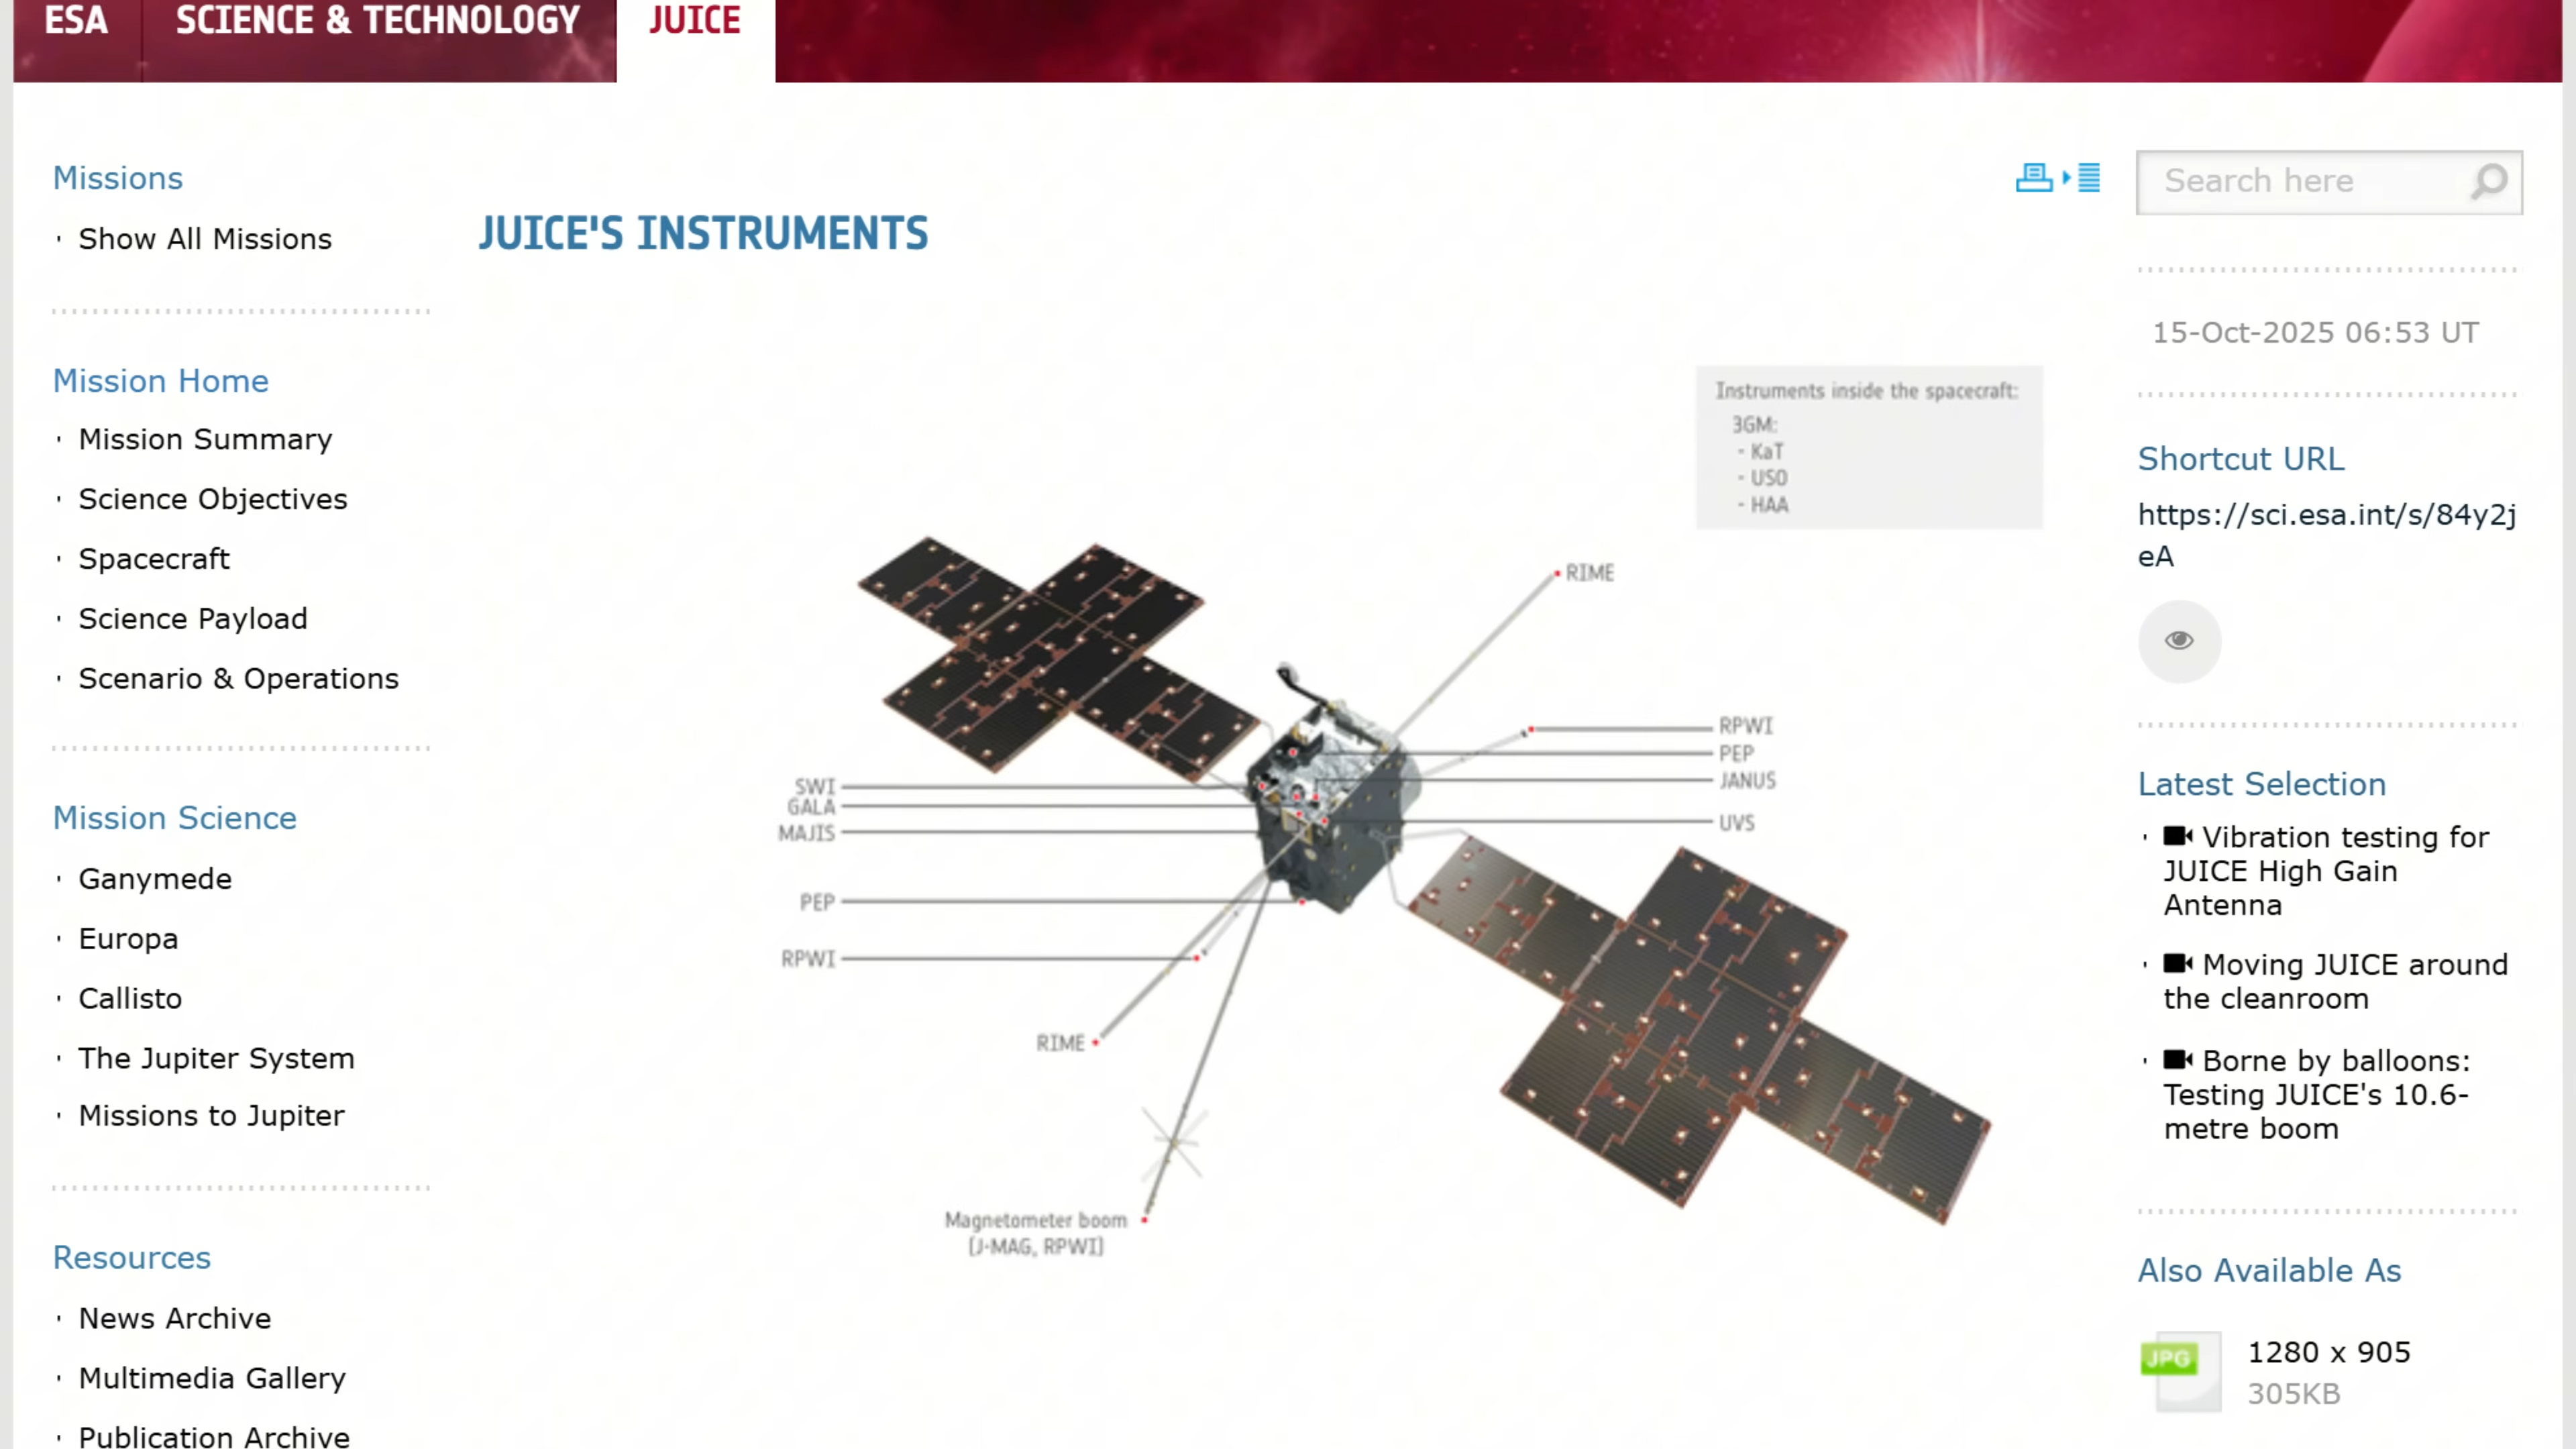 ESA
SCIENCE & TECHNOLOGY
JUICE
Missions
Show All Missions
Mission Home
Mission Summary
Science Objectives
Spacecraft
Science Payload
Scenario & Operations
Mission Science
Ganymede
Europa
Callisto
The Jupiter System
Missions to Jupiter
Resources
News Archive
Multimedia Gallery
Publication Archive
JUICE'S INSTRUMENTS
Instruments inside the spacecraft:
3GM:
- KaT
- USO
- HAA
RIME
RPWI
PEP
JANUS
UVS
SWI
GALA
MAJIS
PEP
RPWI
RIME
Magnetometer boom
(J-MAG, RPWI)
Search here
15-Oct-2025 06:53 UT
Shortcut URL
https://sci.esa.int/s/84y2j
eA
Latest Selection
Vibration testing for
JUICE High Gain
Antenna
Moving JUICE around
the cleanroom
Borne by balloons:
Testing JUICE's 10.6-
metre boom
Also Available As
JPG
1280 x 905
305KB